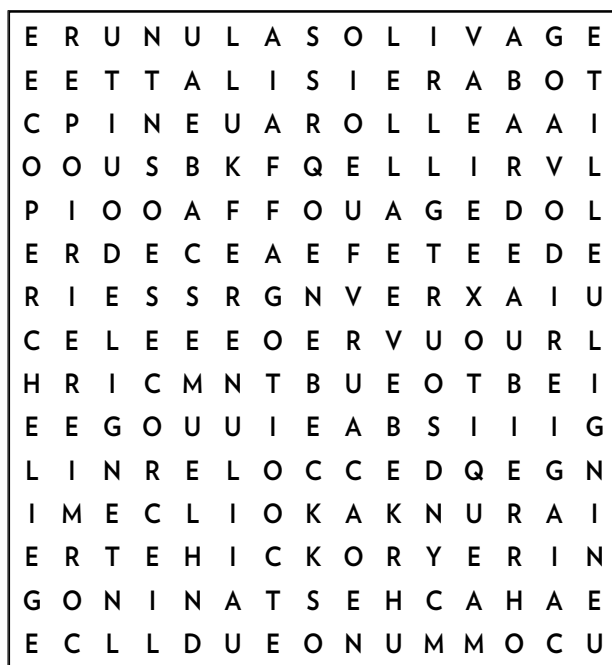 E R U N U L A S O L I V A G E
E E T T A L I S I E R A B O T
C P I N E U A R O L L E A A I
O O U S B K F Q E L L I R V L
P I O O A F F O U A G E D O L
E R D E C E A E F E T E E D E
R I E S S R G N V E R X A I U
C E L E E E O E R V U O U R L
H R I C M N T B U E O T B E I
E E G O U U I E A B S I I I G
L I N R E L O C C E D Q E G N
I M E C L I O K A K N U R A I
E R T E H I C K O R Y E R I N
G O N I N A T S E H C A H A E
E C L L D U E O N U M M O C U